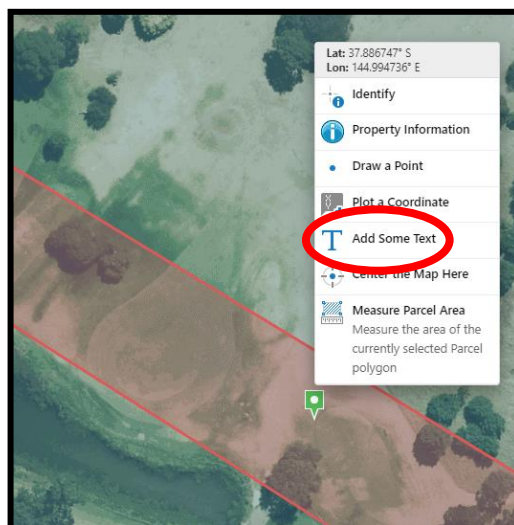 Lat: 37.886747° S
Lon: 144.994736° E
Identify
Property Information
Draw a Point
Plot a Coordinate
Add Some Text
Center the Map Here
Measure Parcel Area
Measure the area of the
currently selected Parcel
polygon